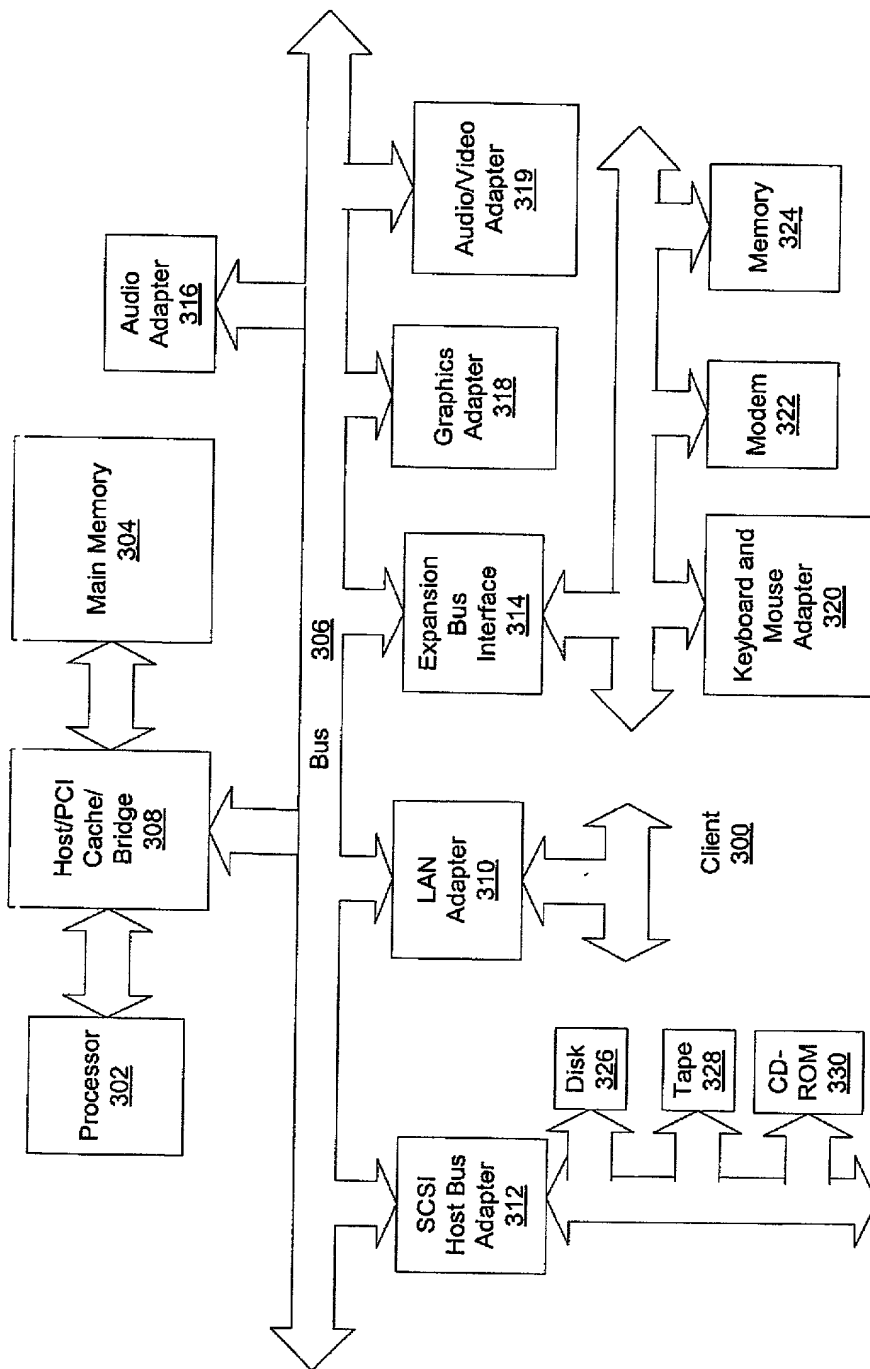 Processor
302
Host/PCI
Cache/
Bridge
308
Main Memory
304
Audio
Adapter
316
Bus
306
SCSI
Host Bus
Adapter
312
LAN
Adapter
310
Expansion
Bus
Interface
314
Graphics
Adapter
318
Audio/Video
Adapter
319
Disk
326
Tape
328
CD-
ROM
330
Client
300
Keyboard and
Mouse
Adapter
320
Modem
322
Memory
324